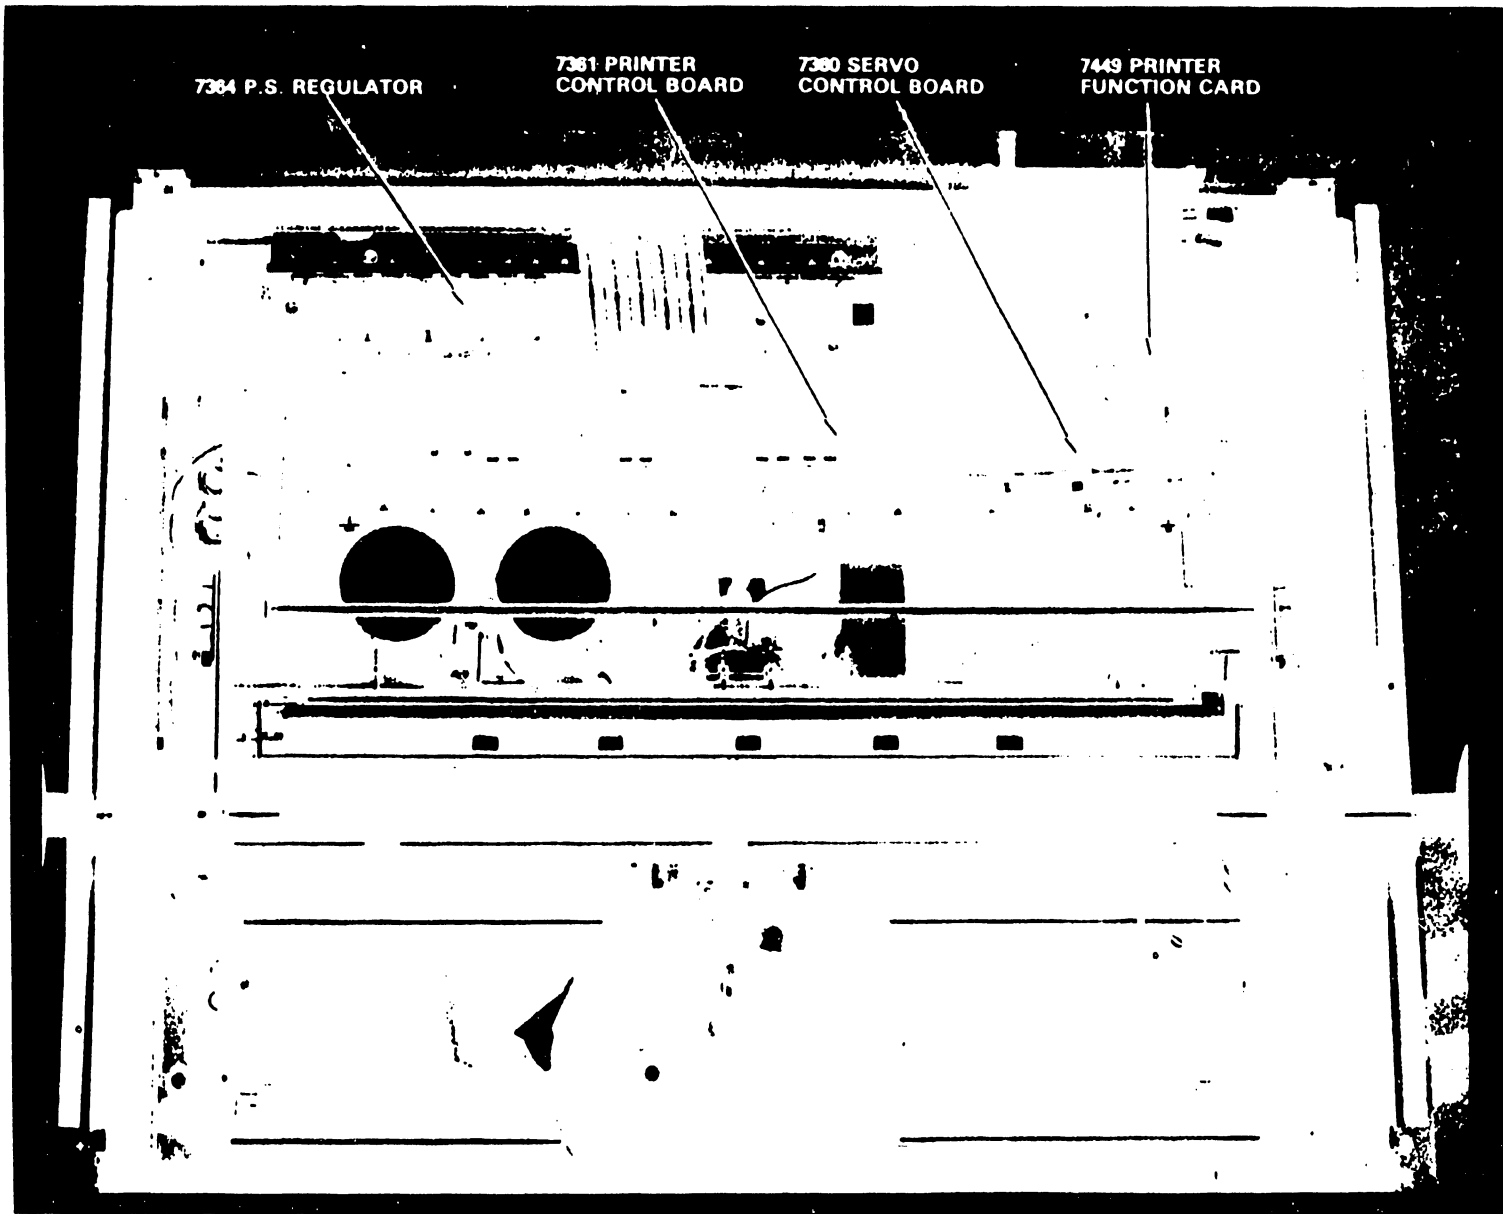 7364 P.S. REGULATOR
7361 PRINTER
CONTROL BOARD
7360 SERVO
CONTROL BOARD
7449 PRINTER
FUNCTION CARD